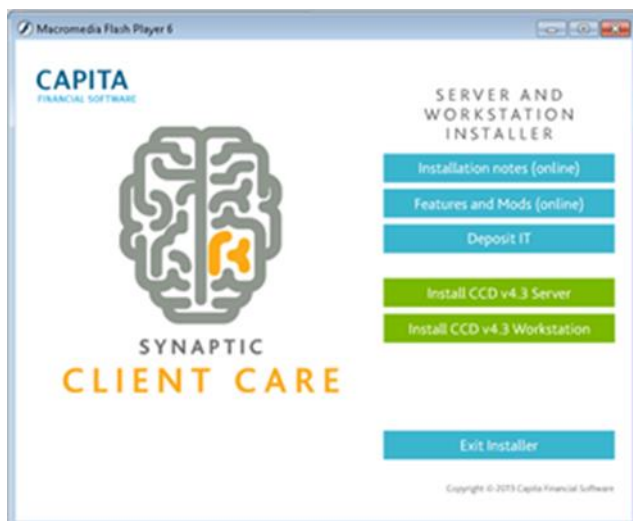 Macromedia Flash Player 6
CAPITA
FINANCIAL SOFTWARE
SERVER AND
WORKSTATION
INSTALLER
Installation notes (online)
Features and Mods (online)
Deposit IT
Install CCD v4.3 Server
Install CCD v4.3 Workstation
SYNAPTIC
CLIENT CARE
Exit Installer
Copyright © 2013 Capita Financial Software